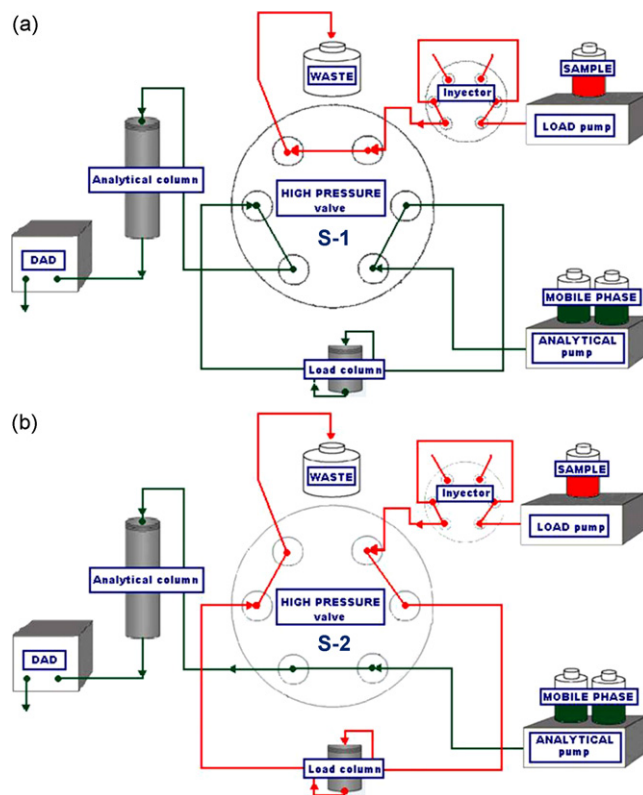 (a)
WASTE
Inyector
SAMPLE
LOAD pump
Analytical column
HIGH PRESSURE
valve
S-1
DAD
MOBILE PHASE
ANALYTICAL
pump
Load column
(b)
WASTE
Inyector
SAMPLE
LOAD pump
Analytical column
HIGH PRESSURE
valve
S-2
DAD
MOBILE PHASE
ANALYTICAL
pump
Load column